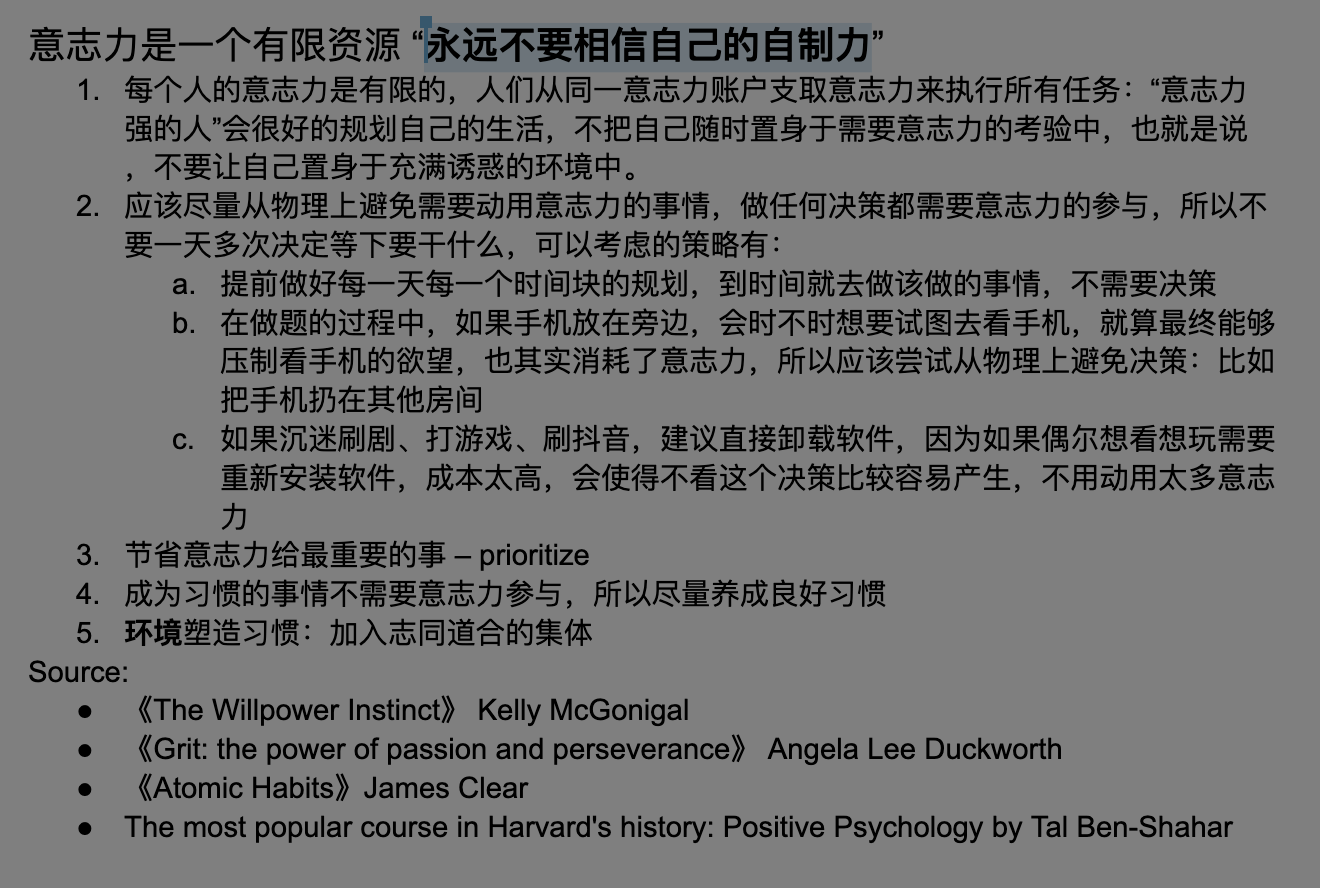 意志力是一个有限资源 “永远不要相信自己的自制力”
1. 每个人的意志力是有限的，人们从同一意志力账户支取意志力来执行所有任务：“意志力
强的人”会很好的规划自己的生活，不把自己随时置身于需要意志力的考验中，也就是说
，不要让自己置身于充满诱惑的环境中。
2. 应该尽量从物理上避免需要动用意志力的事情，做任何决策都需要意志力的参与，所以不
要一天多次决定等下要干什么，可以考虑的策略有：
a. 提前做好每一天每一个时间块的规划，到时间就去做该做的事情，不需要决策
b. 在做题的过程中，如果手机放在旁边，会时不时想要试图去看手机，就算最终能够
压制看手机的欲望，也其实消耗了意志力，所以应该尝试从物理上避免决策：比如
把手机扔在其他房间
c. 如果沉迷刷剧、打游戏、刷抖音，建议直接卸载软件，因为如果偶尔想看想玩需要
重新安装软件，成本太高，会使得不看这个决策比较容易产生，不用动用太多意志
力
3. 节省意志力给最重要的事 – prioritize
4. 成为习惯的事情不需要意志力参与，所以尽量养成良好习惯
5. 环境塑造习惯：加入志同道合的集体
Source:
● 《The Willpower Instinct》 Kelly McGonigal
● 《Grit: the power of passion and perseverance》 Angela Lee Duckworth
● 《Atomic Habits》James Clear
● The most popular course in Harvard's history: Positive Psychology by Tal Ben-Shahar